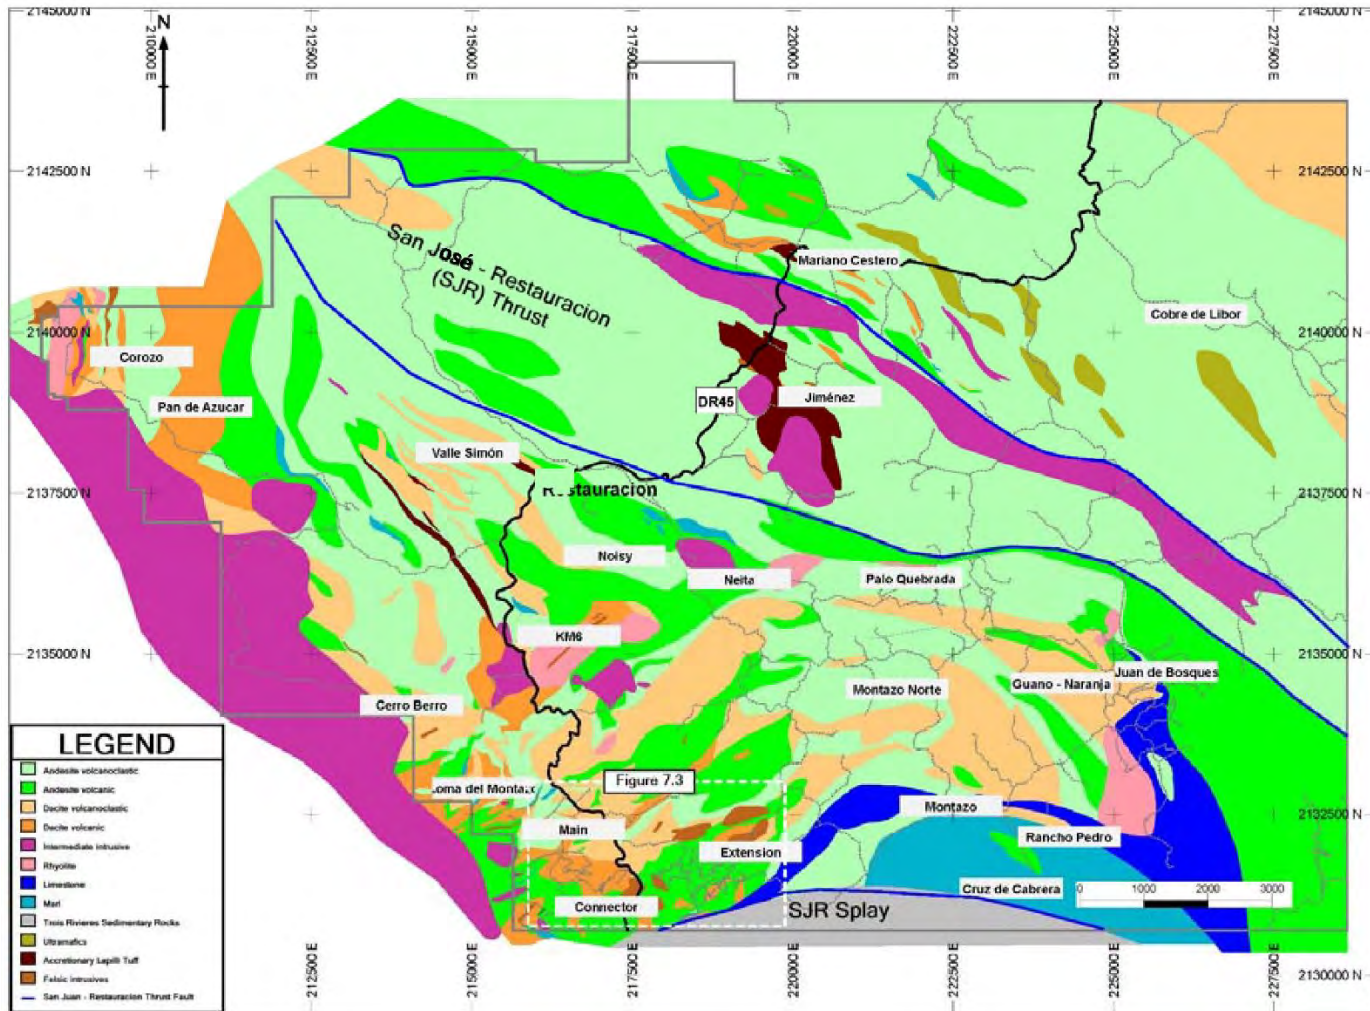 2145000 N
2145000 N
N
210000 E
212500 E
215000 E
217500 E
220000 E
222500 E
225000 E
227500 E
2142500 N
2142500 N
San José - Restauracion
(SJR) Thrust
Mariano Cestero
Cobre de Libor
2140000 N
2140000 N
Corozo
Pan de Azucar
DR45
Jiménez
Valle Simón
2137500 N
2137500 N
Restauracion
Noisy
Neita
Palo Quebrada
KM6
2135000 N
2135000 N
Juan de Bosques
Guano - Naranja
Montazo Norte
Cerro Berro
Figure 7.3
Loma del Montazo
Montazo
2132500 N
Main
Rancho Pedro
Extension
Cruz de Cabrera
0 1000 2000 3000
Connector
SJR Splay
2130000 N
212500 E
215000 E
217500 E
220000 E
222500 E
225000 E
227500 E
LEGEND
Andesite volcanoclastic
Andesite volcanic
Dacite volcanoclastic
Dacite volcanic
Intermediate intrusive
Rhyolite
Limestone
Marl
Trois Rivieres Sedimentary Rocks
Ultramafics
Accretionary Lapilli Tuff
Felsic intrusives
San Juan - Restauracion Thrust Fault